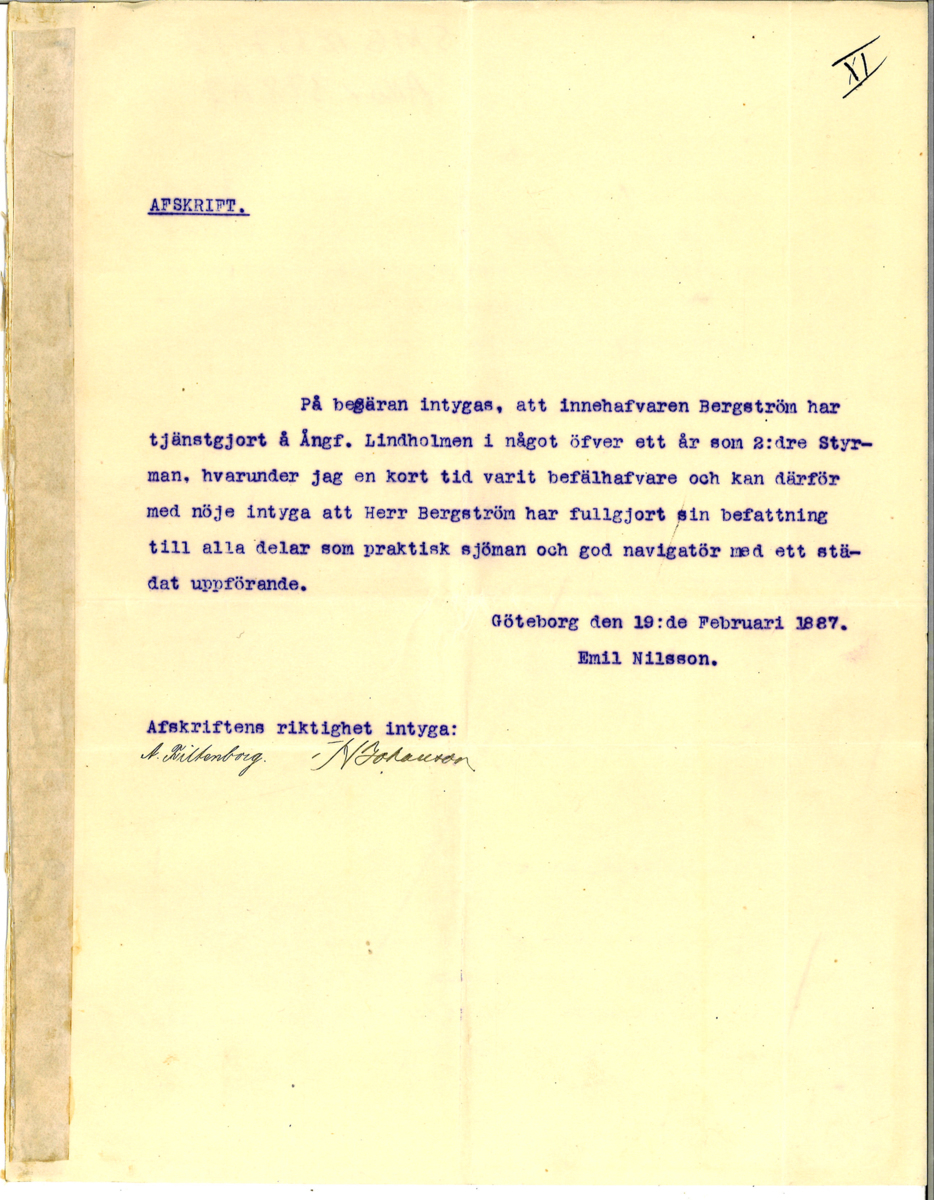 XI
AFSKRIFT.
På begäran intygas, att innehafvaren Bergström har
tjänstgjort å Ångf. Lindholmen i något öfver ett år som 2:dre Styr-
man, hvarunder jag en kort tid varit befälhafvare och kan därför
med nöje intyga att Herr Bergström har fullgjort sin befattning
till alla delar som praktisk sjöman och god navigatör med ett stä-
dat uppförande.
Göteborg den 19:de Februari 1887.
Emil Nilsson.
Afskriftens riktighet intyga:
A. Fittenborg. N Johanson